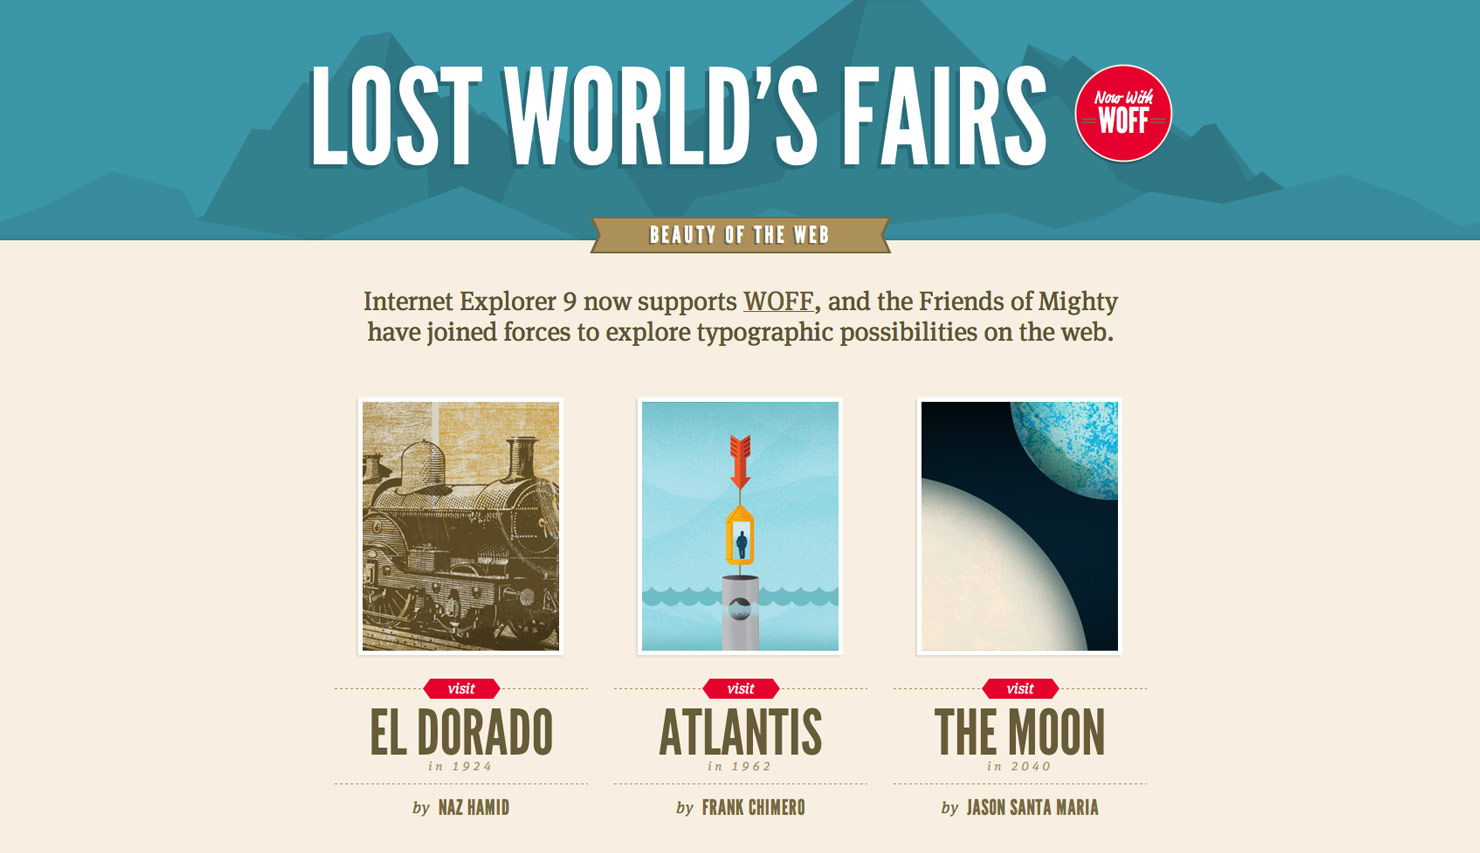 LOST WORLD'S FAIRS
Now With
WOFF
BEAUTY OF THE WEB
Internet Explorer 9 now supports WOFF, and the Friends of Mighty
have joined forces to explore typographic possibilities on the web.
visit
EL DORADO
in 1924
by NAZ HAMID
visit
ATLANTIS
in 1962
by FRANK CHIMERO
visit
THE MOON
in 2040
by JASON SANTA MARIA